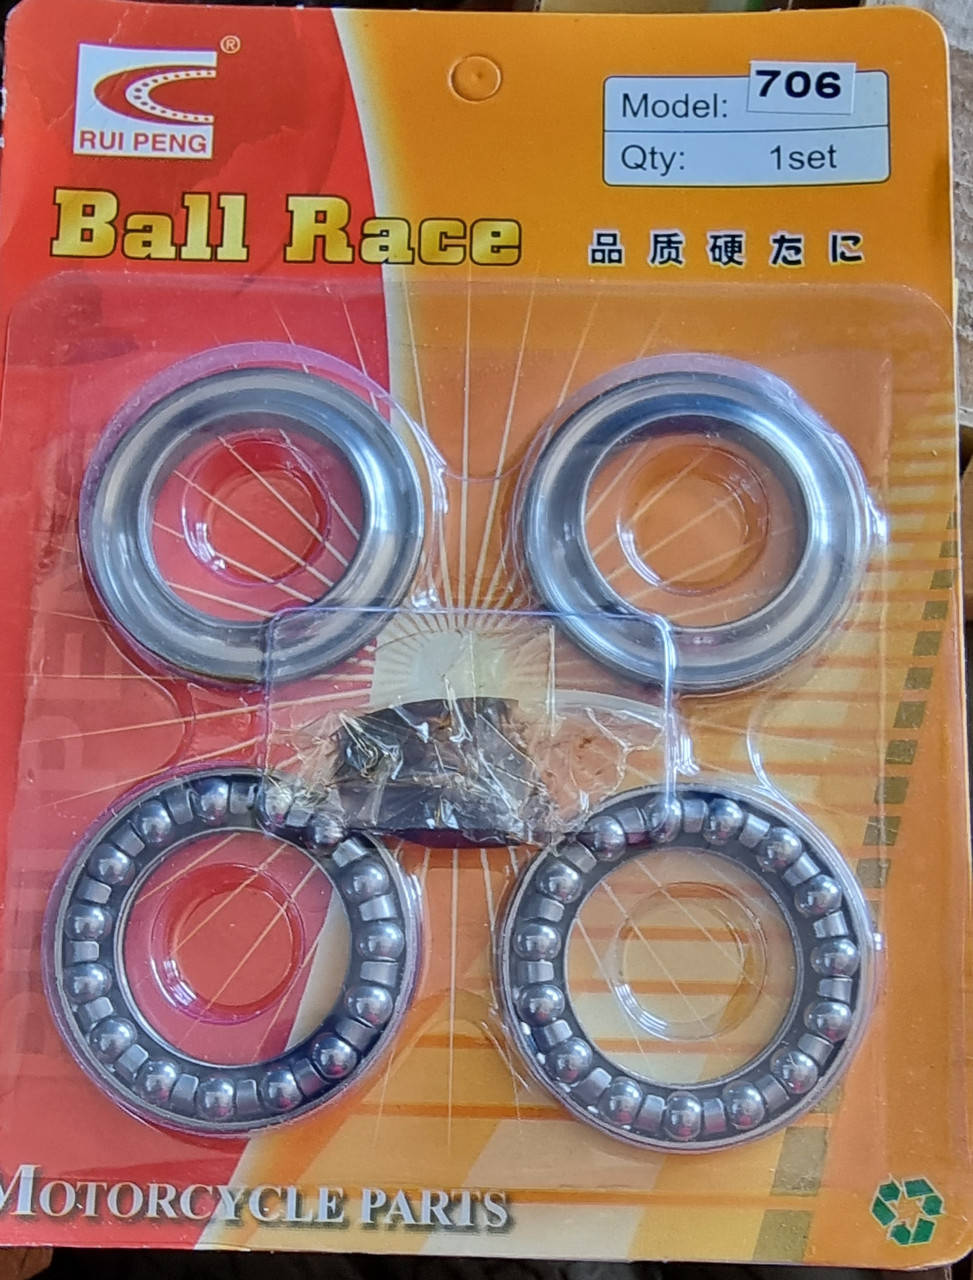 ®
RUI PENG
Model: 706
Qty: 1set
Ball Race
品质硬たに
MOTORCYCLE PARTS